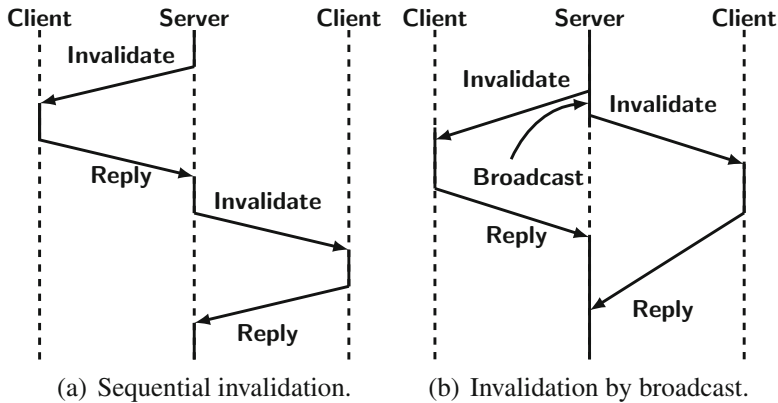 Client Server Client
Invalidate
Reply
Invalidate
Reply
(a) Sequential invalidation.
Client Server Client
Invalidate
Invalidate
Broadcast
Reply
Reply
(b) Invalidation by broadcast.